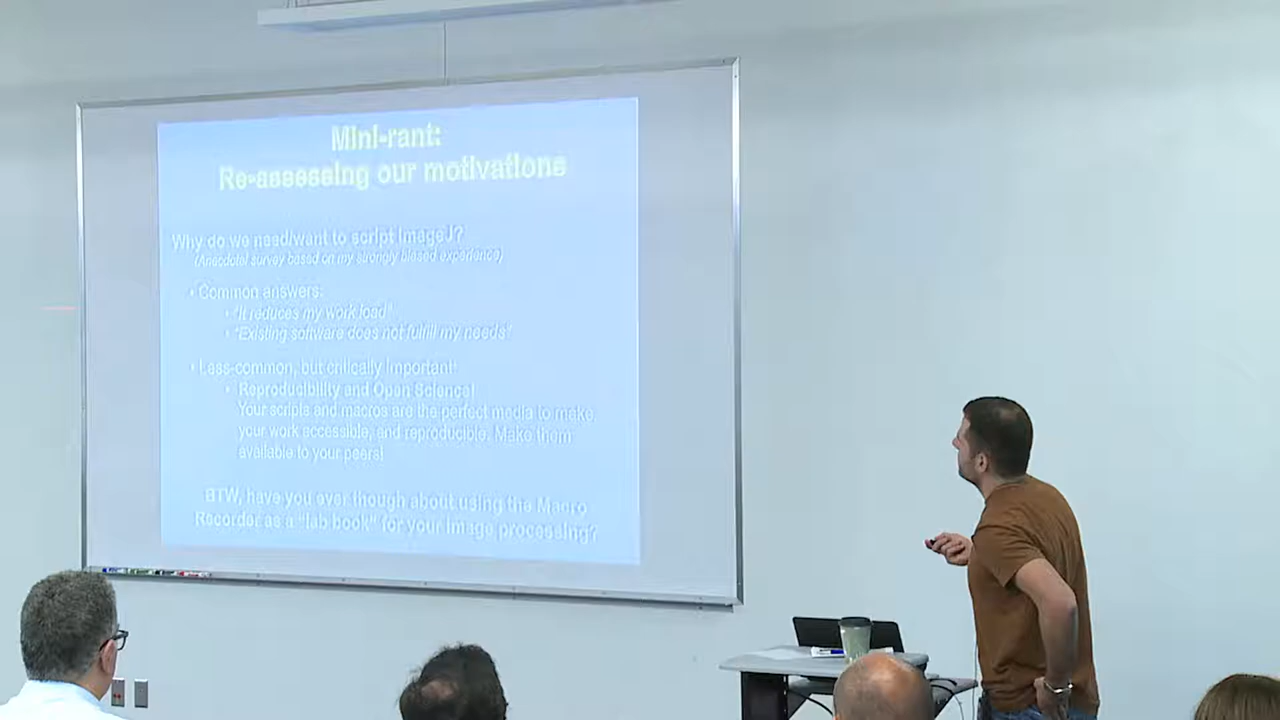 Mini-rant:
Re-assessing our motivations
Why do we need/want to script ImageJ?
(Anecdotal survey based on my strongly biased experience)
• Common answers:
• "It reduces my work load"
• "Existing software does not fulfill my needs"
• Less-common, but critically important:
• Reproducibility and Open Science!
Your scripts and macros are the perfect media to make
your work accessible, and reproducible. Make them
available to your peers!
BTW, have you ever though about using the Macro
Recorder as a "lab book" for your image processing?